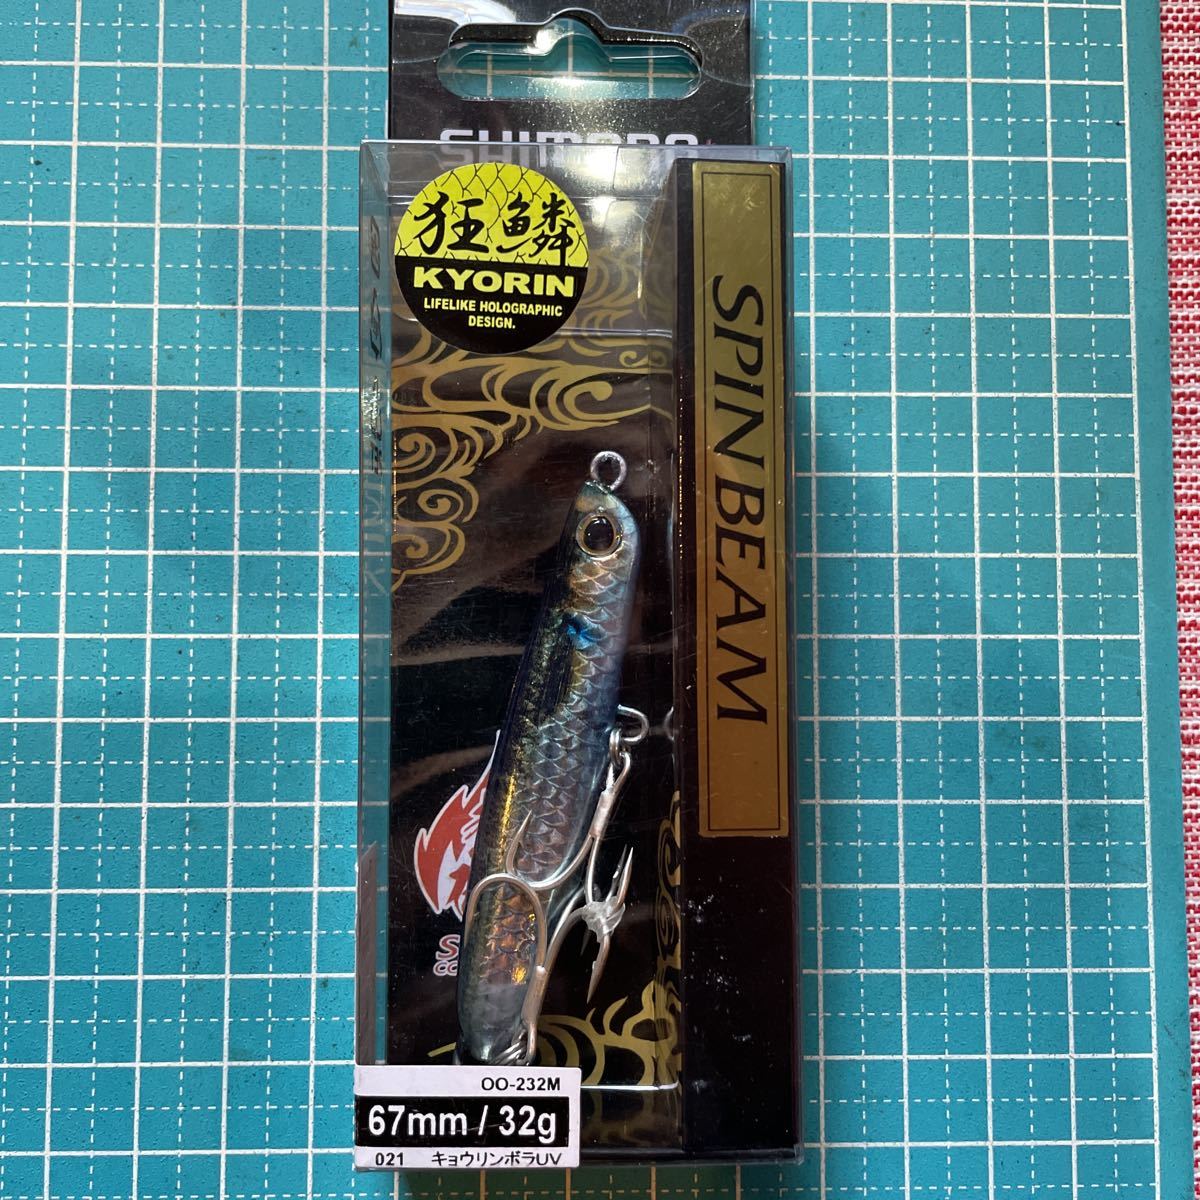 SHIMANO
狂鱗
KYORIN
LIFELIKE HOLOGRAPHIC
DESIGN.
SPIN BEAM
OO-232M
67mm / 32g
021 キョウリンボラUV